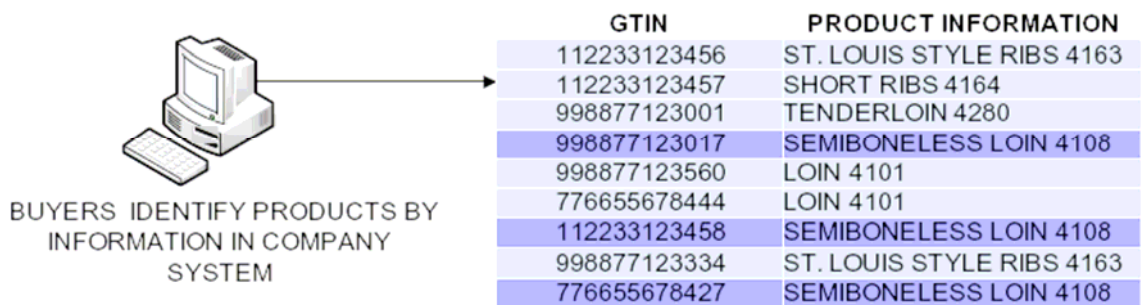 GTIN PRODUCT INFORMATION
112233123456 ST. LOUIS STYLE RIBS 4163
112233123457 SHORT RIBS 4164
998877123001 TENDERLOIN 4280
998877123017 SEMIBONELESS LOIN 4108
998877123560 LOIN 4101
776655678444 LOIN 4101
112233123458 SEMIBONELESS LOIN 4108
998877123334 ST. LOUIS STYLE RIBS 4163
776655678427 SEMIBONELESS LOIN 4108
BUYERS IDENTIFY PRODUCTS BY
INFORMATION IN COMPANY
SYSTEM